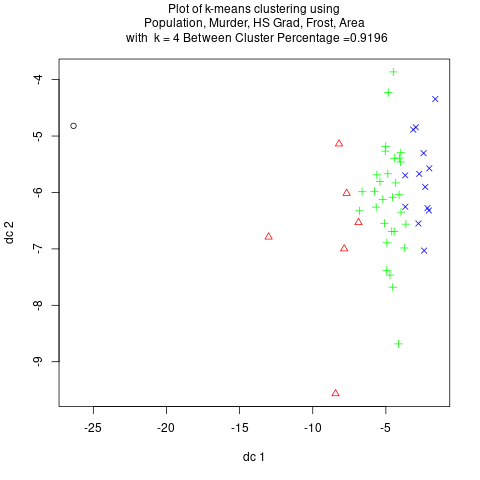 Plot of k-means clustering using
Population, Murder, HS Grad, Frost, Area
with k = 4 Between Cluster Percentage =0.9196
-4
-5
-6
-7
-8
-9
dc 2
-25
-20
-15
-10
-5
dc 1